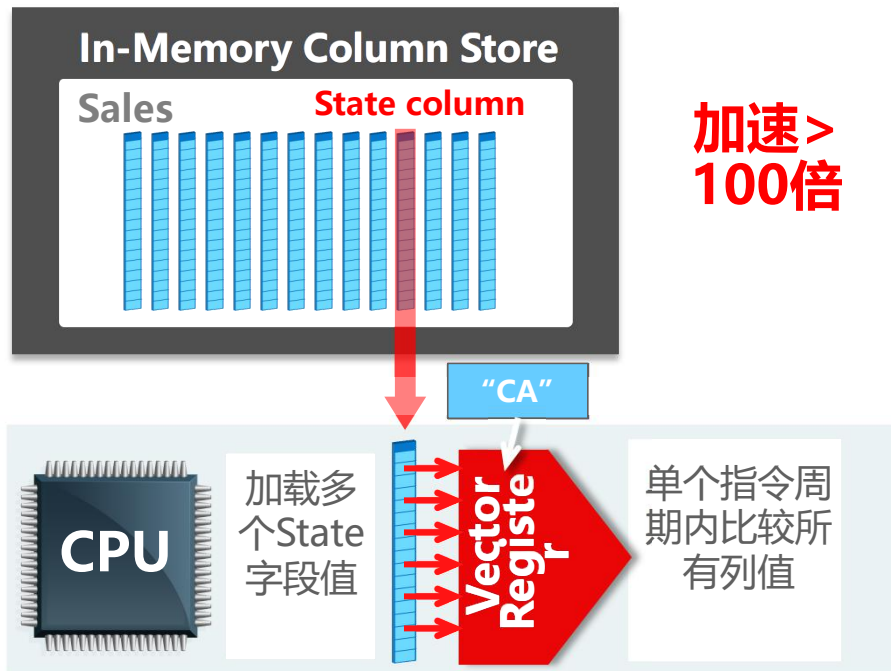 In-Memory Column Store
Sales
State column
加速>
100倍
“CA”
CPU
加载多
个State
字段值
Vector
Registe
r
单个指令周
期内比较所
有列值